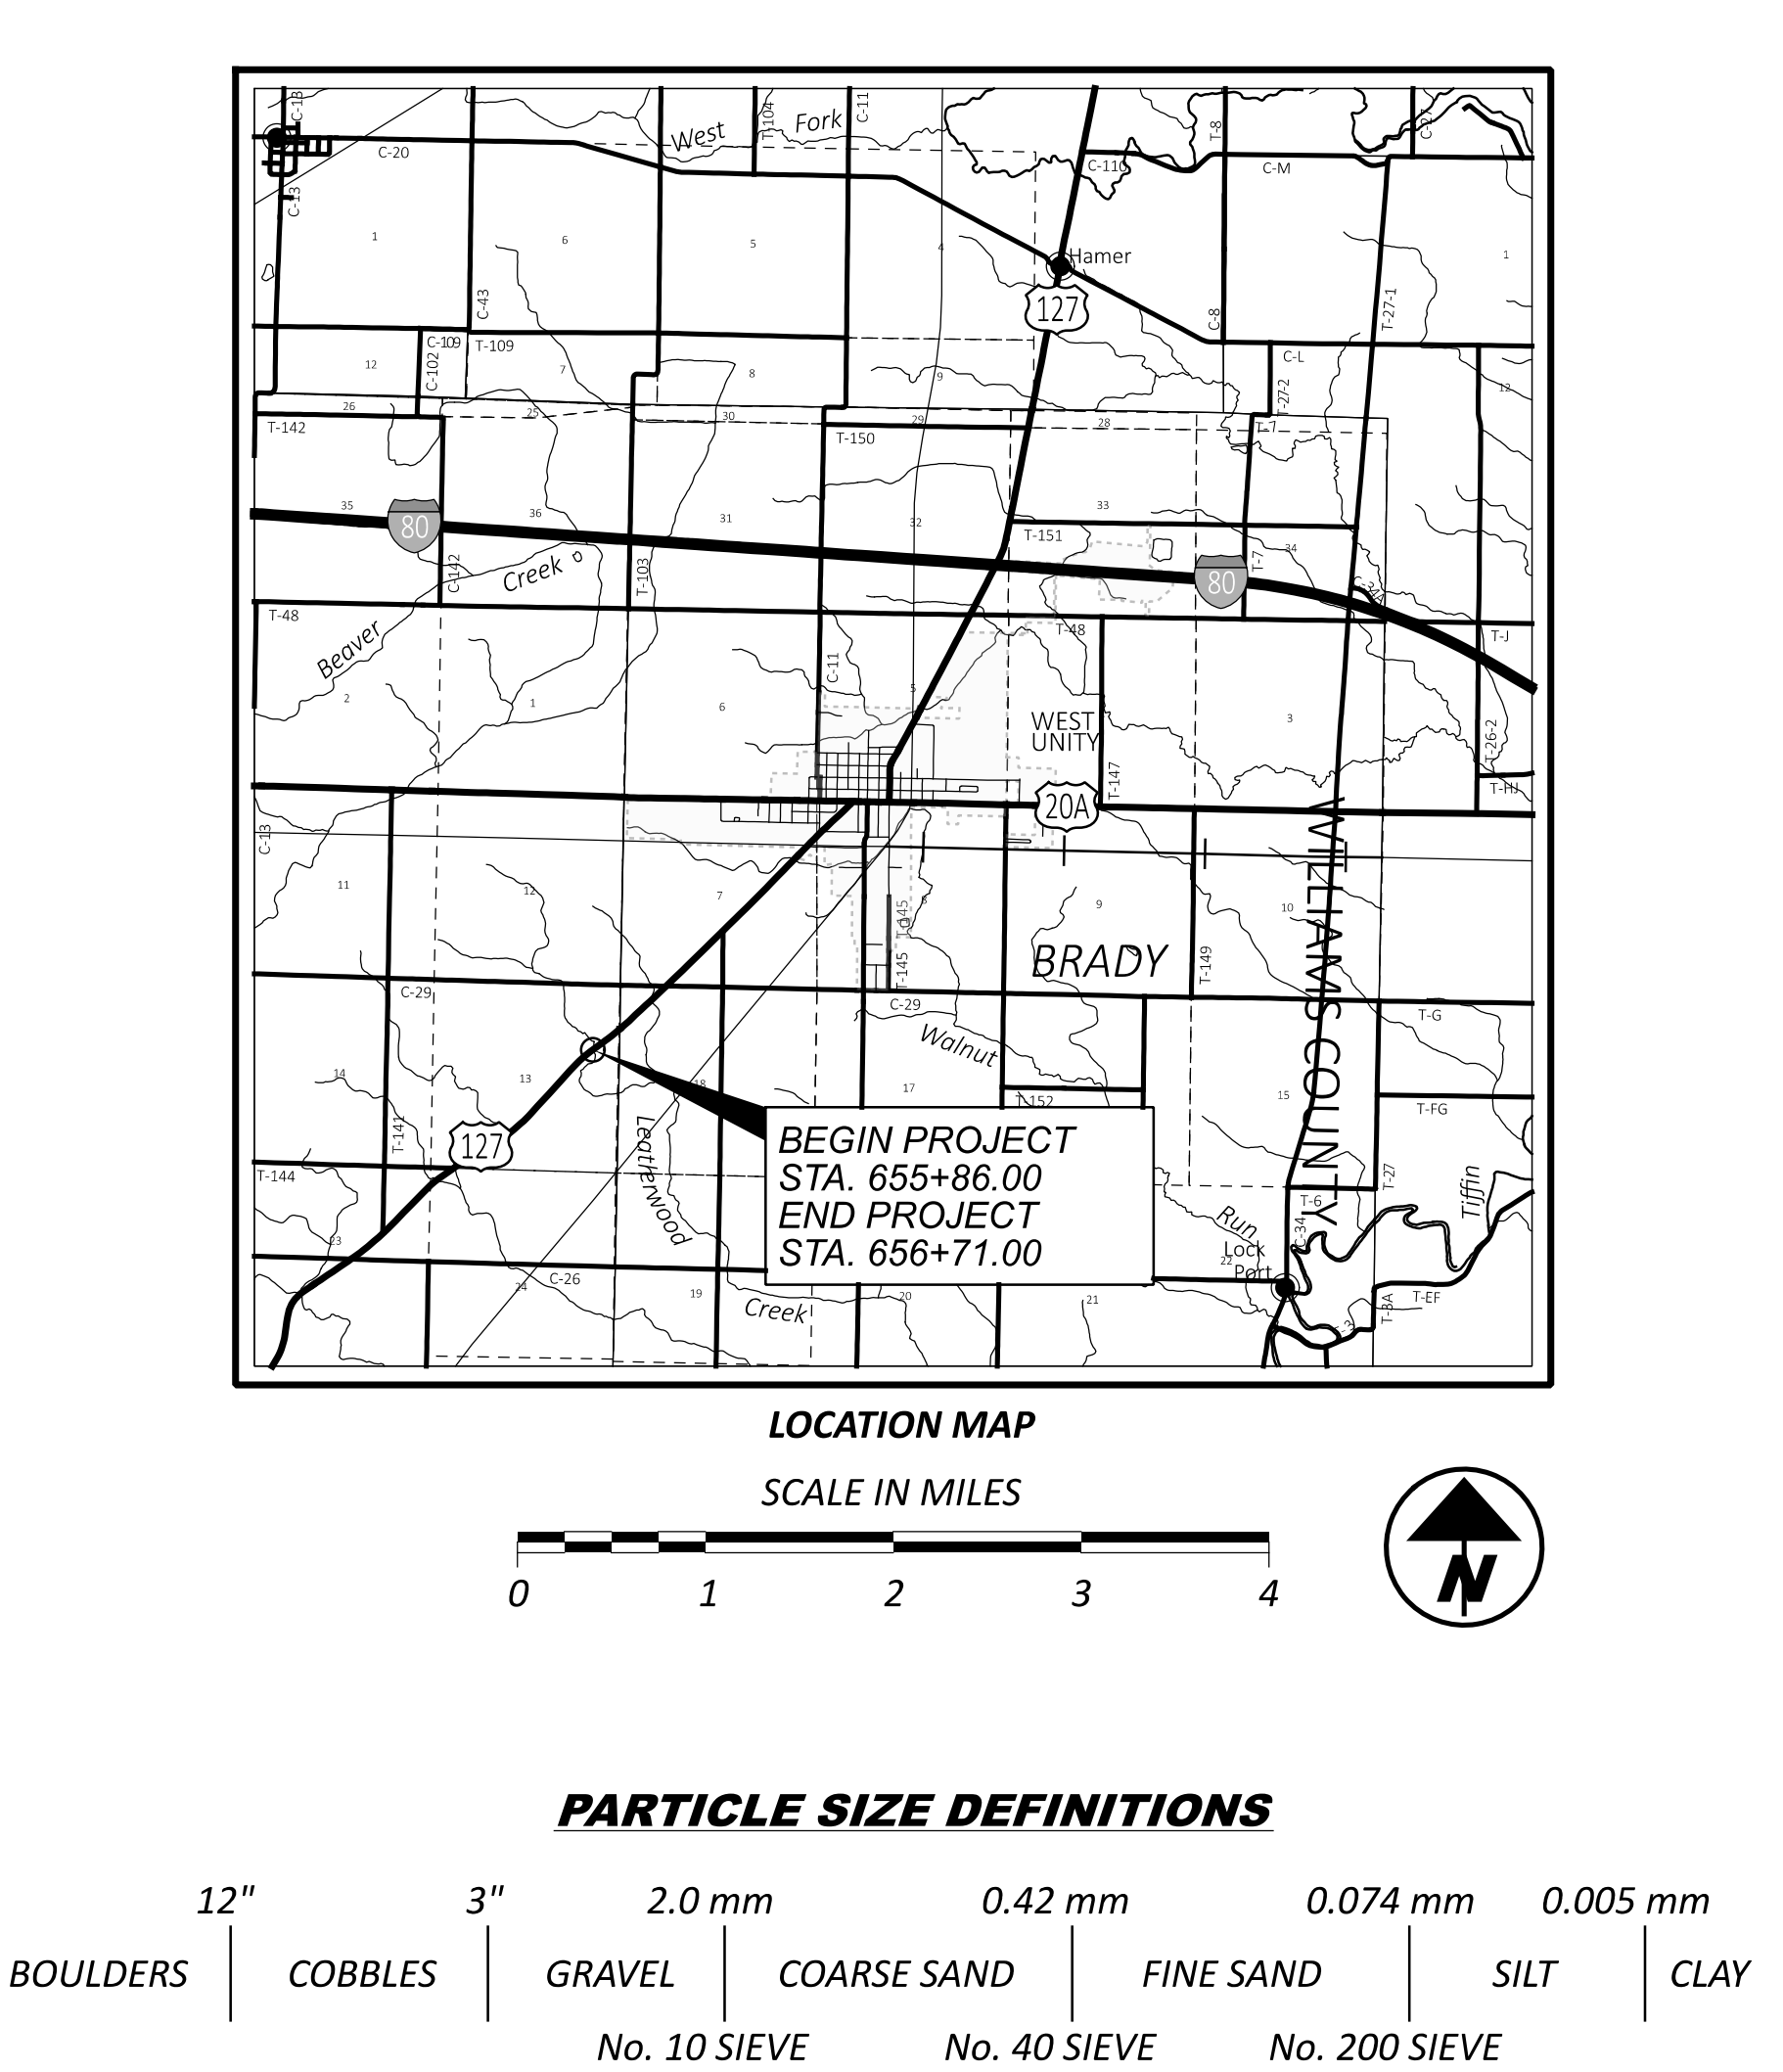 C-13
T-104
C-11
West
Fork
T-8
C-27
C-20
C-110
C-M
C-13
1
6
5
4
Hamer
1
127
C-43
C-8
T-27-1
C-109
T-109
C-102
C-L
12
7
8
9
T-27-2
12
26
25
30
29
28
T-142
T-150
T-7
35
36
31
32
33
80
T-151
34
C-142
Creek
T-103
T-7
80
T-48
T-48
T-J
Beaver
C-11
2
1
6
5
WEST
UNITY
3
T-26-2
T-147
20A
T-HJ
C-13
WILLIAMS COUNTY
11
12
7
8
9
10
T-145
BRADY
T-145
T-149
C-29
C-29
T-G
Walnut
14
13
18
17
15
T-152
T-FG
T-141
127
Leatherwood
BEGIN PROJECT
STA. 655+86.00
END PROJECT
STA. 656+71.00
T-144
T-27
T-6
Tiffin
Run
C-34
23
Lock
Port
22
C-26
24
19
Creek
20
21
T-EF
T-3A
LOCATION MAP
SCALE IN MILES
0 1 2 3 4
N
PARTICLE SIZE DEFINITIONS
12" 3" 2.0 mm 0.42 mm 0.074 mm 0.005 mm
BOULDERS COBBLES GRAVEL COARSE SAND FINE SAND SILT CLAY
No. 10 SIEVE No. 40 SIEVE No. 200 SIEVE